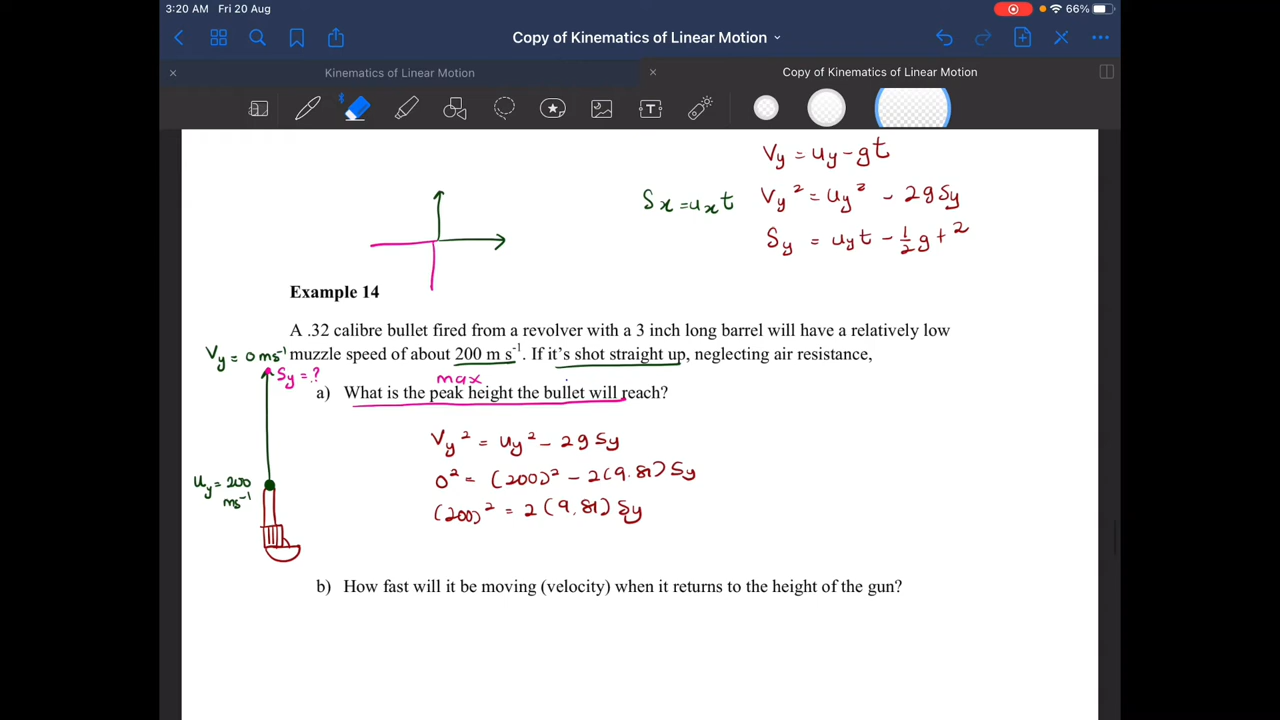 3:20 AM Fri 20 Aug
66%
Copy of Kinematics of Linear Motion
Kinematics of Linear Motion
Copy of Kinematics of Linear Motion
Vy = uy - gt
Sx = uxt
Vy² = uy² - 2gSy
Sy = uyt - ½gt²
Example 14
A .32 calibre bullet fired from a revolver with a 3 inch long barrel will have a relatively low
Vy = 0 ms⁻¹
muzzle speed of about 200 m s⁻¹. If it's shot straight up, neglecting air resistance,
Sy = ?
max
a) What is the peak height the bullet will reach?
Vy² = uy² - 2gSy
0² = (200)² - 2(9.81)Sy
uy = 200
ms⁻¹
(200)² = 2(9.81)Sy
b) How fast will it be moving (velocity) when it returns to the height of the gun?